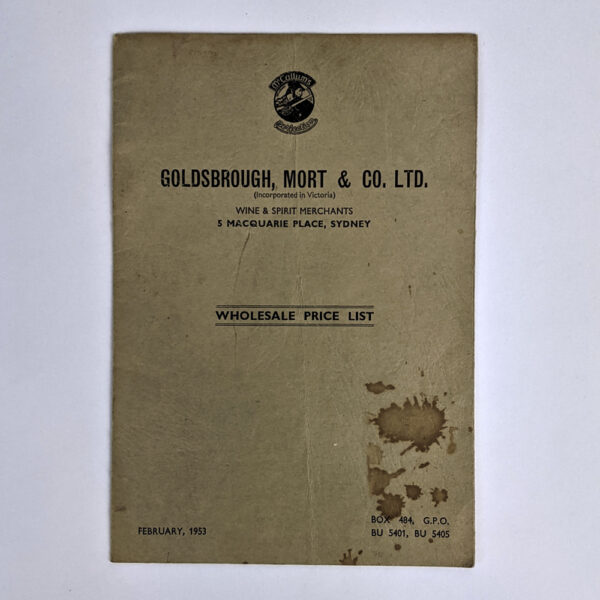 McCallum's
GOLDSBROUGH, MORT & CO. LTD.
(Incorporated in Victoria)
WINE & SPIRIT MERCHANTS
5 MACQUARIE PLACE, SYDNEY
WHOLESALE PRICE LIST
BOX 484, G.P.O.
FEBRUARY, 1953
BU 5401, BU 5405